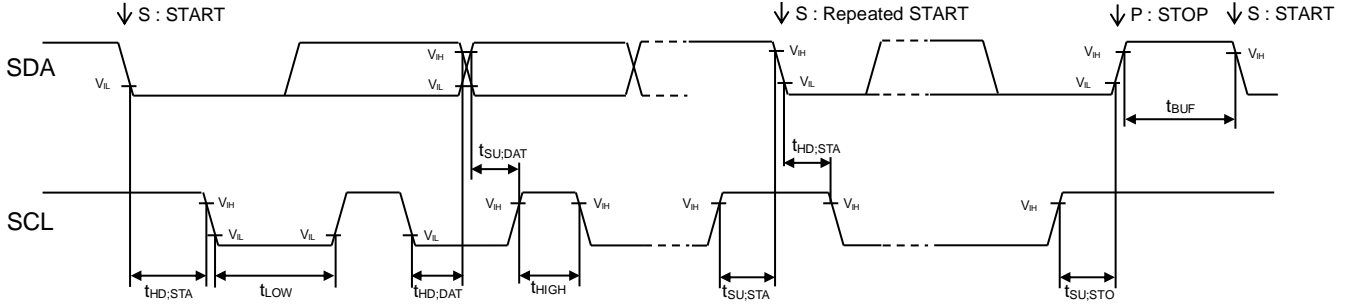 S : START
S : Repeated START
P : STOP
S : START
SDA
VIL
VIH
VIL
VIH
VIL
VIH
VIL
VIH
tBUF
tSU;DAT
tHD;STA
SCL
VIH
VIL
VIL
VIL
VIH
VIH
VIH
VIH
VIH
tHD;STA
tLOW
tHD;DAT
tHIGH
tSU;STA
tSU;STO